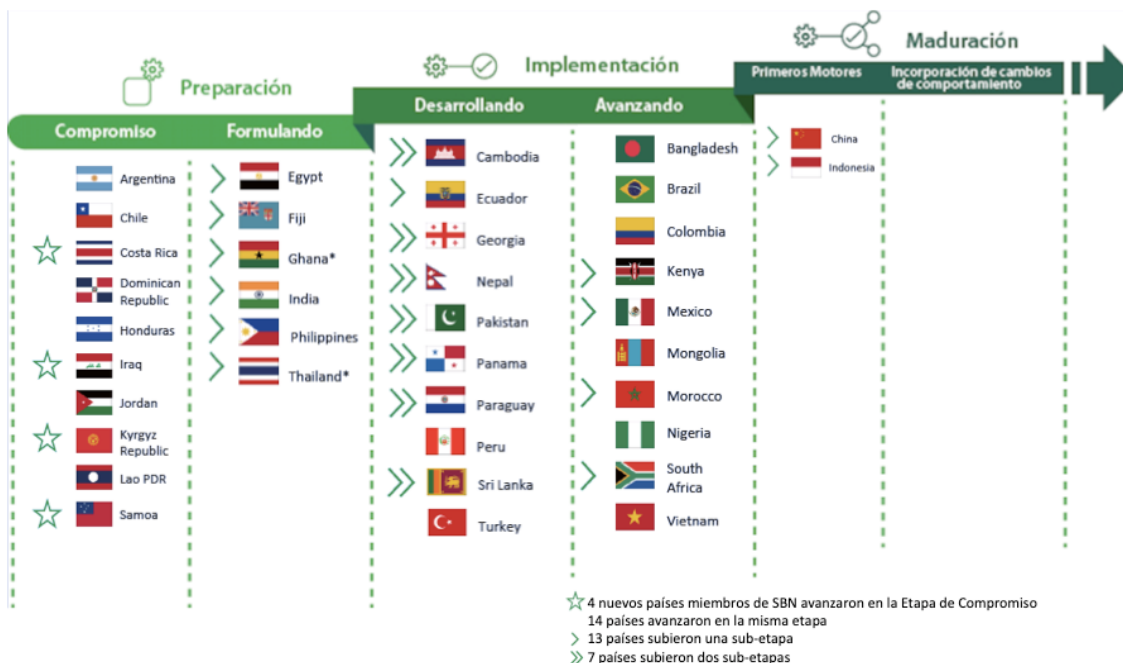 Preparación
Implementación
Maduración
Compromiso
Formulando
Desarrollando
Avanzando
Primeros Motores
Incorporación de cambios
de comportamiento
Argentina
Chile
Costa Rica
Dominican
Republic
Honduras
Iraq
Jordan
Kyrgyz
Republic
Lao PDR
Samoa
Egypt
Fiji
Ghana*
India
Philippines
Thailand*
Cambodia
Ecuador
Georgia
Nepal
Pakistan
Panama
Paraguay
Peru
Sri Lanka
Turkey
Bangladesh
Brazil
Colombia
Kenya
Mexico
Mongolia
Morocco
Nigeria
South
Africa
Vietnam
China
Indonesia
4 nuevos países miembros de SBN avanzaron en la Etapa de Compromiso
14 países avanzaron en la misma etapa
13 países subieron una sub-etapa
7 países subieron dos sub-etapas